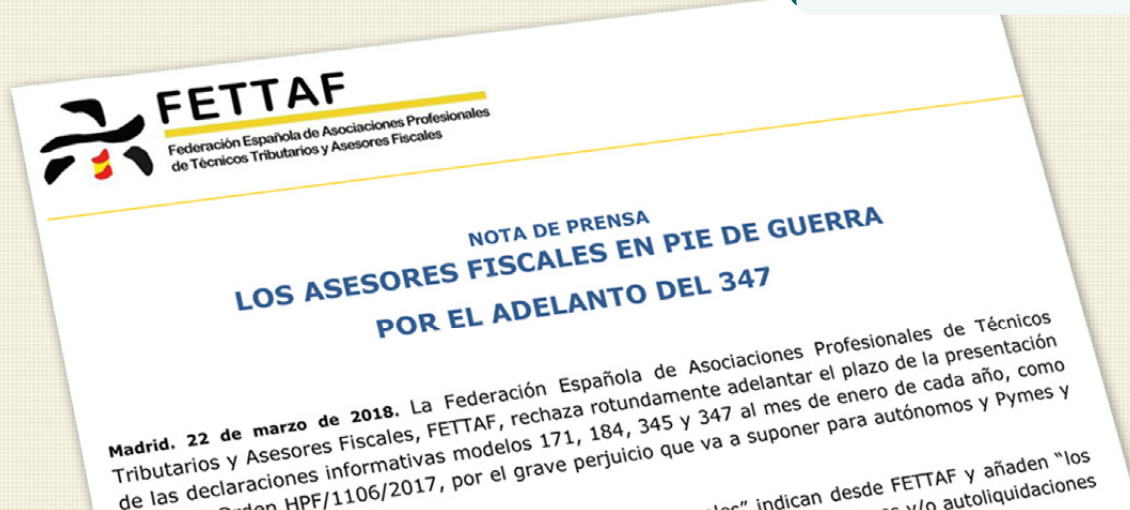 FETTAF
Federación Española de Asociaciones Profesionales
de Técnicos Tributarios y Asesores Fiscales
NOTA DE PRENSA
LOS ASESORES FISCALES EN PIE DE GUERRA
POR EL ADELANTO DEL 347
Madrid. 22 de marzo de 2018. La Federación Española de Asociaciones Profesionales de Técnicos
Tributarios y Asesores Fiscales, FETTAF, rechaza rotundamente adelantar el plazo de la presentación
de las declaraciones informativas modelos 171, 184, 345 y 347 al mes de enero de cada año, como
Orden HPF/1106/2017, por el grave perjuicio que va a suponer para autónomos y Pymes y
indican desde FETTAF y añaden "los
y/o autoliquidaciones